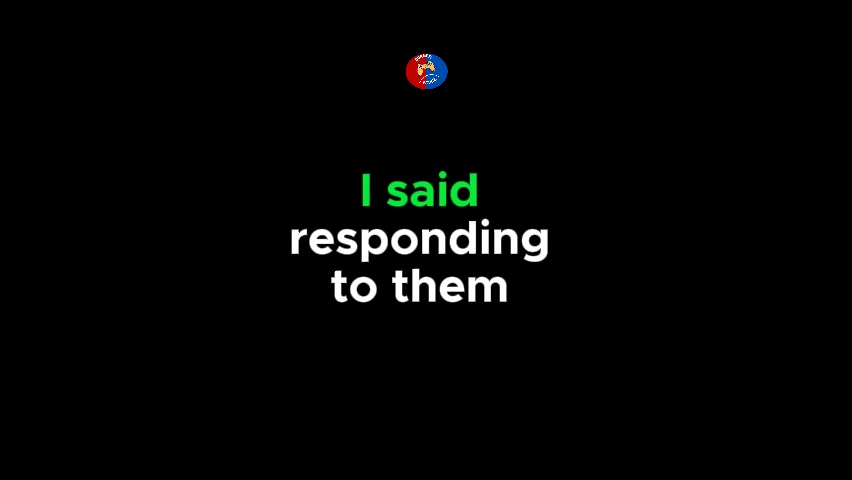 I said
responding
to them